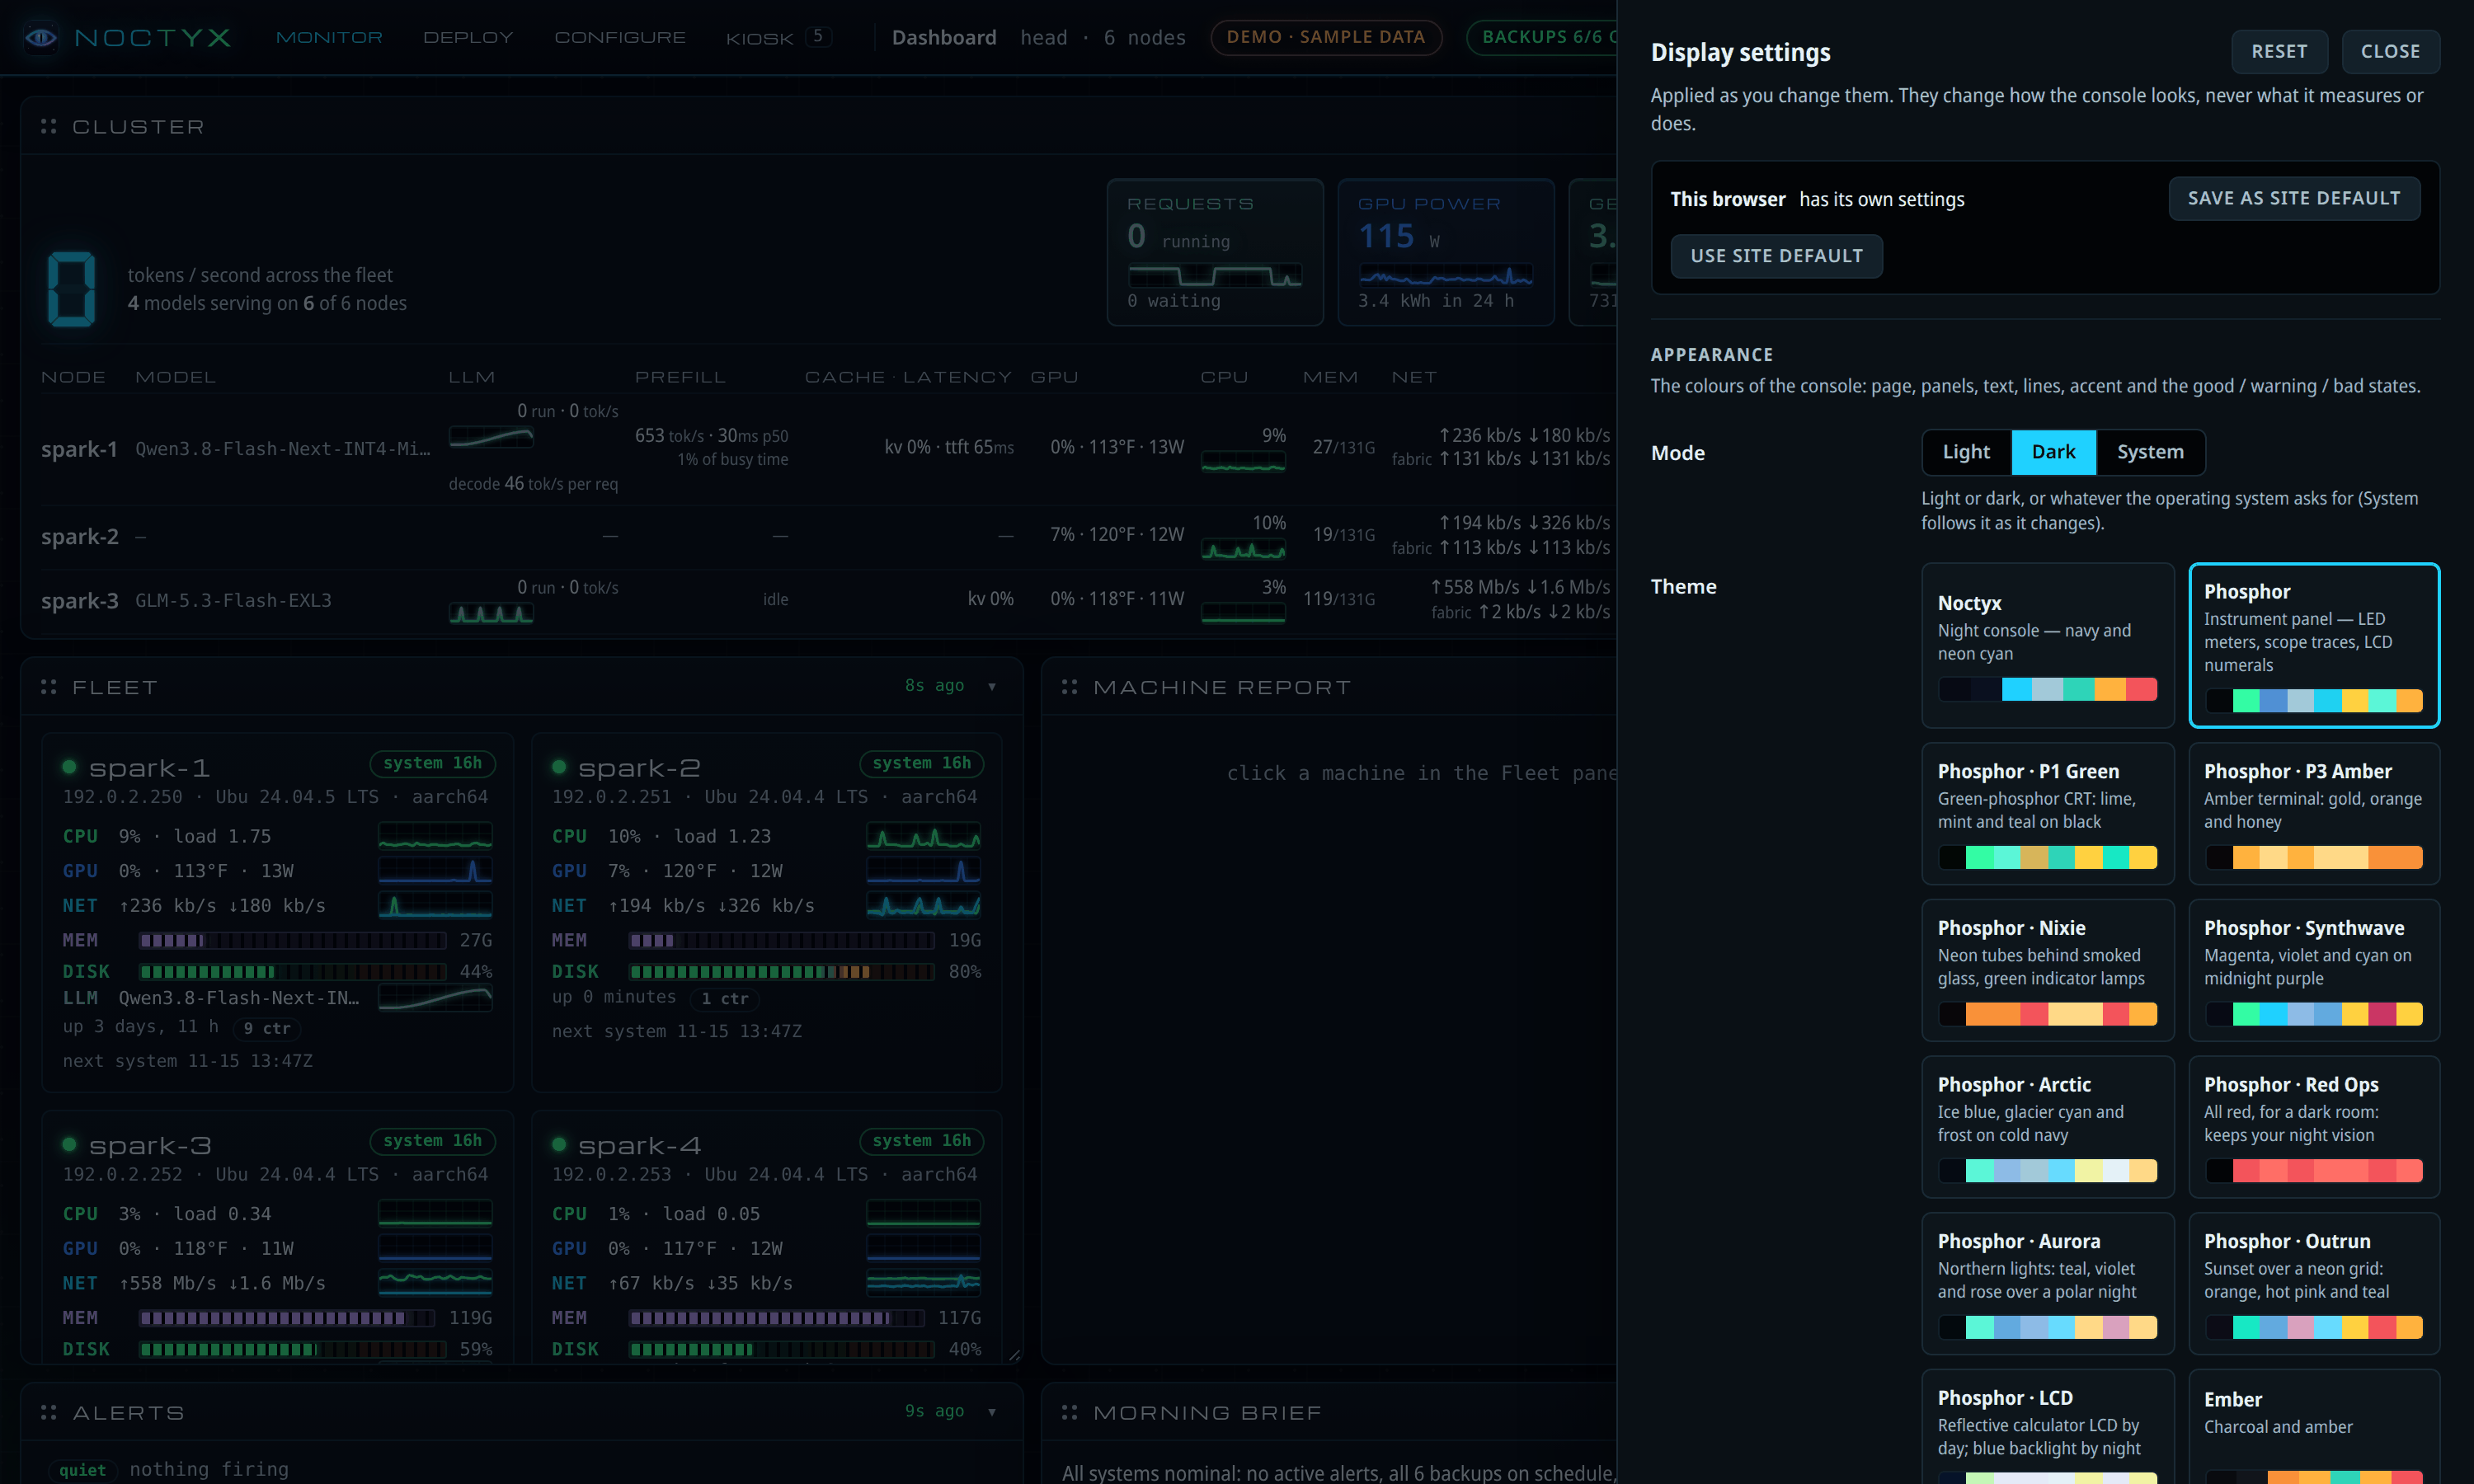 NOCTYX MONITOR DEPLOY CONFIGURE KIOSK 5 Dashboard head · 6 nodes DEMO · SAMPLE DATA BACKUPS 6/6
CLUSTER
REQUESTS
0 running
0 waiting
GPU POWER
115 W
3.4 kWh in 24 h
GE
3.
731
0
tokens / second across the fleet
4 models serving on 6 of 6 nodes
NODE MODEL LLM PREFILL CACHE · LATENCY GPU CPU MEM NET
0 run · 0 tok/s
spark-1 Qwen3.8-Flash-Next-INT4-Mi… 653 tok/s · 30ms p50 kv 0% · ttft 65ms 0% · 113°F · 13W 9% 27/131G ↑236 kb/s ↓180 kb/s
1% of busy time fabric ↑131 kb/s ↓131 kb/s
decode 46 tok/s per req
spark-2 — — — — 7% · 120°F · 12W 10% 19/131G ↑194 kb/s ↓326 kb/s
fabric ↑113 kb/s ↓113 kb/s
spark-3 GLM-5.3-Flash-EXL3 0 run · 0 tok/s idle kv 0% 0% · 118°F · 11W 3% 119/131G ↑558 Mb/s ↓1.6 Mb/s
fabric ↑2 kb/s ↓2 kb/s
FLEET 8s ago ▾
spark-1 system 16h
192.0.2.250 · Ubu 24.04.5 LTS · aarch64
CPU 9% · load 1.75
GPU 0% · 113°F · 13W
NET ↑236 kb/s ↓180 kb/s
MEM 27G
DISK 44%
LLM Qwen3.8-Flash-Next-IN…
up 3 days, 11 h 9 ctr
next system 11-15 13:47Z
spark-2 system 16h
192.0.2.251 · Ubu 24.04.4 LTS · aarch64
CPU 10% · load 1.23
GPU 7% · 120°F · 12W
NET ↑194 kb/s ↓326 kb/s
MEM 19G
DISK 80%
up 0 minutes 1 ctr
next system 11-15 13:47Z
spark-3 system 16h
192.0.2.252 · Ubu 24.04.4 LTS · aarch64
CPU 3% · load 0.34
GPU 0% · 118°F · 11W
NET ↑558 Mb/s ↓1.6 Mb/s
MEM 119G
DISK 59%
spark-4 system 16h
192.0.2.253 · Ubu 24.04.4 LTS · aarch64
CPU 1% · load 0.05
GPU 0% · 117°F · 12W
NET ↑67 kb/s ↓35 kb/s
MEM 117G
DISK 40%
MACHINE REPORT
click a machine in the Fleet pane
ALERTS 9s ago ▾
quiet nothing firing
MORNING BRIEF
All systems nominal: no active alerts, all 6 backups on schedule,
Display settings RESET CLOSE
Applied as you change them. They change how the console looks, never what it measures or
does.
This browser has its own settings SAVE AS SITE DEFAULT
USE SITE DEFAULT
APPEARANCE
The colours of the console: page, panels, text, lines, accent and the good / warning / bad states.
Mode Light Dark System
Light or dark, or whatever the operating system asks for (System
follows it as it changes).
Theme
Noctyx
Night console — navy and
neon cyan
Phosphor
Instrument panel — LED
meters, scope traces, LCD
numerals
Phosphor · P1 Green
Green-phosphor CRT: lime,
mint and teal on black
Phosphor · P3 Amber
Amber terminal: gold, orange
and honey
Phosphor · Nixie
Neon tubes behind smoked
glass, green indicator lamps
Phosphor · Synthwave
Magenta, violet and cyan on
midnight purple
Phosphor · Arctic
Ice blue, glacier cyan and
frost on cold navy
Phosphor · Red Ops
All red, for a dark room:
keeps your night vision
Phosphor · Aurora
Northern lights: teal, violet
and rose over a polar night
Phosphor · Outrun
Sunset over a neon grid:
orange, hot pink and teal
Phosphor · LCD
Reflective calculator LCD by
day; blue backlight by night
Ember
Charcoal and amber